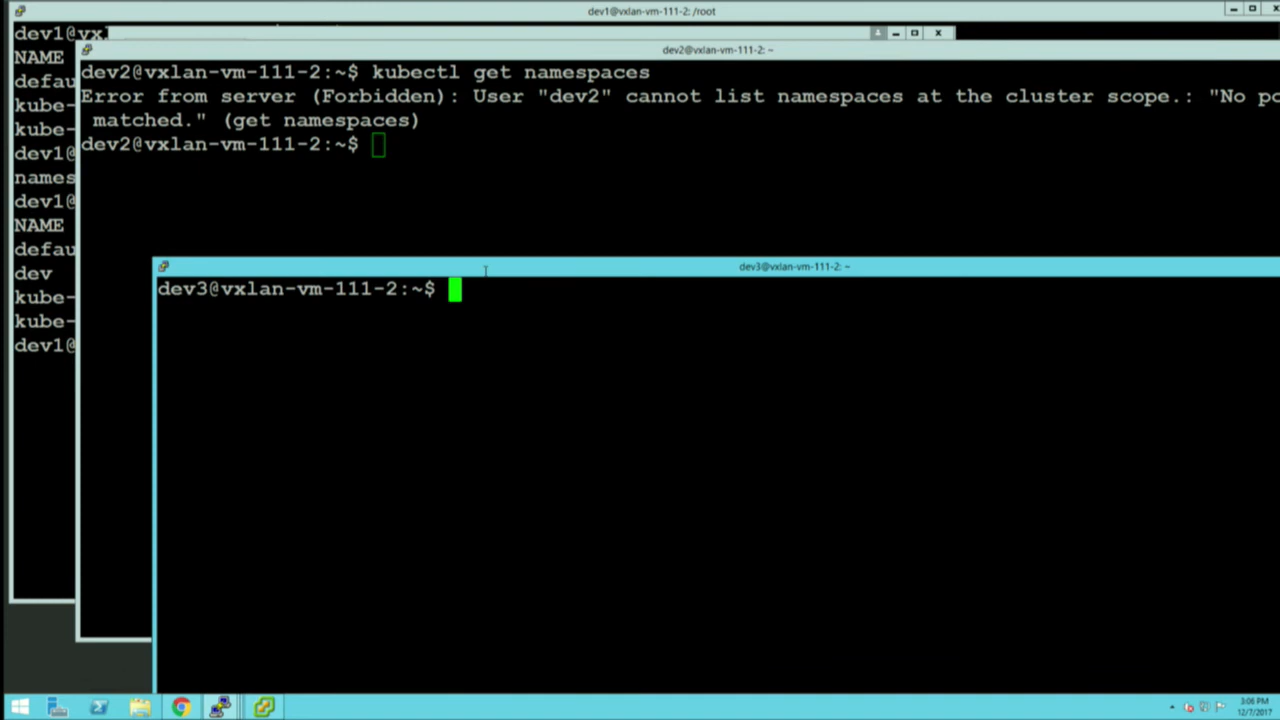 dev1@vxlan-vm-111-2: /root
dev1@vx
NAME
defau
kube-
kube-
dev1@
names
dev1@
NAME
defau
dev
kube-
kube-
dev1@
dev2@vxlan-vm-111-2: ~
dev2@vxlan-vm-111-2:~$ kubectl get namespaces
Error from server (Forbidden): User "dev2" cannot list namespaces at the cluster scope.: "No po
matched." (get namespaces)
dev2@vxlan-vm-111-2:~$
dev3@vxlan-vm-111-2: ~
dev3@vxlan-vm-111-2:~$
3:06 PM
12/7/2017